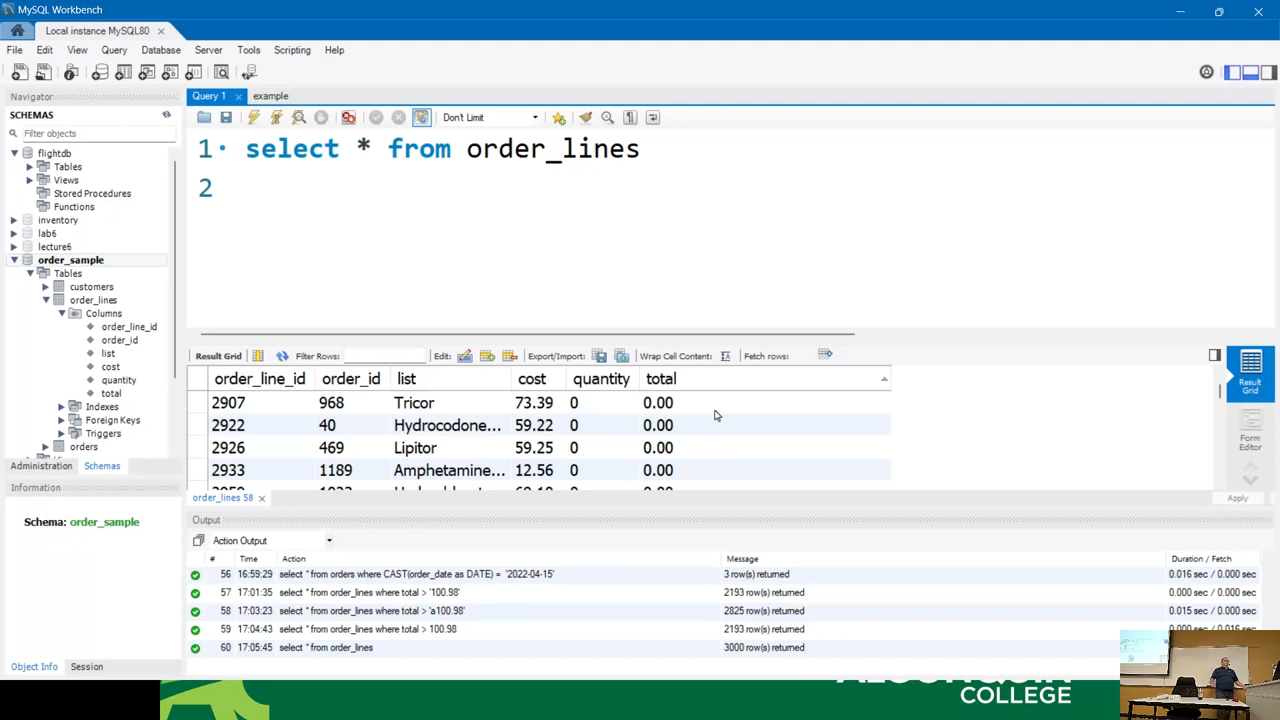 MySQL Workbench
Local instance MySQL80
File Edit View Query Database Server Tools Scripting Help
Navigator
SCHEMAS
Filter objects
flightdb
Tables
Views
Stored Procedures
Functions
inventory
lab6
lecture6
order_sample
Tables
customers
order_lines
Columns
order_line_id
order_id
list
cost
quantity
total
Indexes
Foreign Keys
Triggers
orders
Administration Schemas
Information
Schema: order_sample
Object Info Session
Query 1 example
Don't Limit
1 select * from order_lines
2
Result Grid Filter Rows: Edit: Export/Import: Wrap Cell Content: Fetch rows:
order_line_id order_id list cost quantity total
2907 968 Tricor 73.39 0 0.00
2922 40 Hydrocodone... 59.22 0 0.00
2926 469 Lipitor 59.25 0 0.00
2933 1189 Amphetamine... 12.56 0 0.00
Result Grid
Form Editor
order_lines 58
Apply
Output
Action Output
# Time Action Message Duration / Fetch
56 16:59:29 select * from orders where CAST(order_date as DATE) = '2022-04-15' 3 row(s) returned 0.016 sec / 0.000 sec
57 17:01:35 select * from order_lines where total > '100.98' 2193 row(s) returned 0.000 sec / 0.000 sec
58 17:03:23 select * from order_lines where total > 'a100.98' 2825 row(s) returned 0.015 sec / 0.000 sec
59 17:04:43 select * from order_lines where total > 100.98 2193 row(s) returned 0.000 sec / 0.016 sec
60 17:05:45 select * from order_lines 3000 row(s) returned
COLLEGE